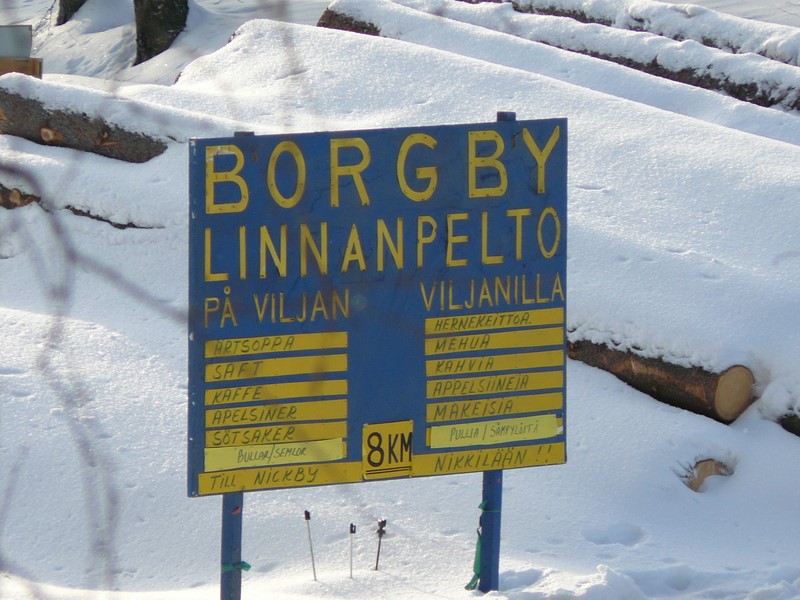 BORGBY
LINNANPELTO
PÅ VILJAN
ÄRTSOPPA
SAFT
KAFFE
APELSINER
SÖTSAKER
BULLAR/SEMLOR
TILL NICKBY
VILJANILLA
HERNEKEITTOA
MEHUA
KAHVIA
APPELSIINEJA
MAKEISIA
PULLIA / SÄMPYLÖITÄ
NIKKILÄÄN !!
8KM